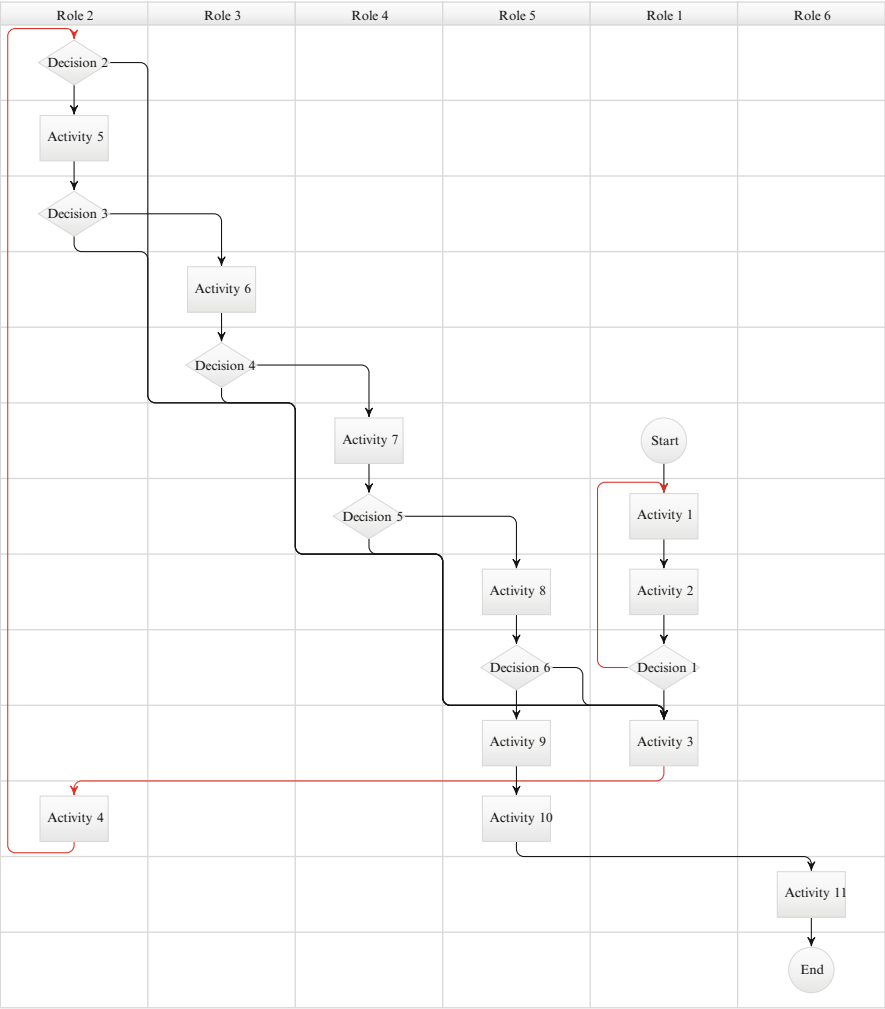 Role 2 Role 3 Role 4 Role 5 Role 1 Role 6
Decision 2
Activity 5
Decision 3
Activity 6
Decision 4
Activity 7 Start
Decision 5 Activity 1
Activity 8 Activity 2
Decision 6 Decision 1
Activity 9 Activity 3
Activity 4 Activity 10
Activity 11
End